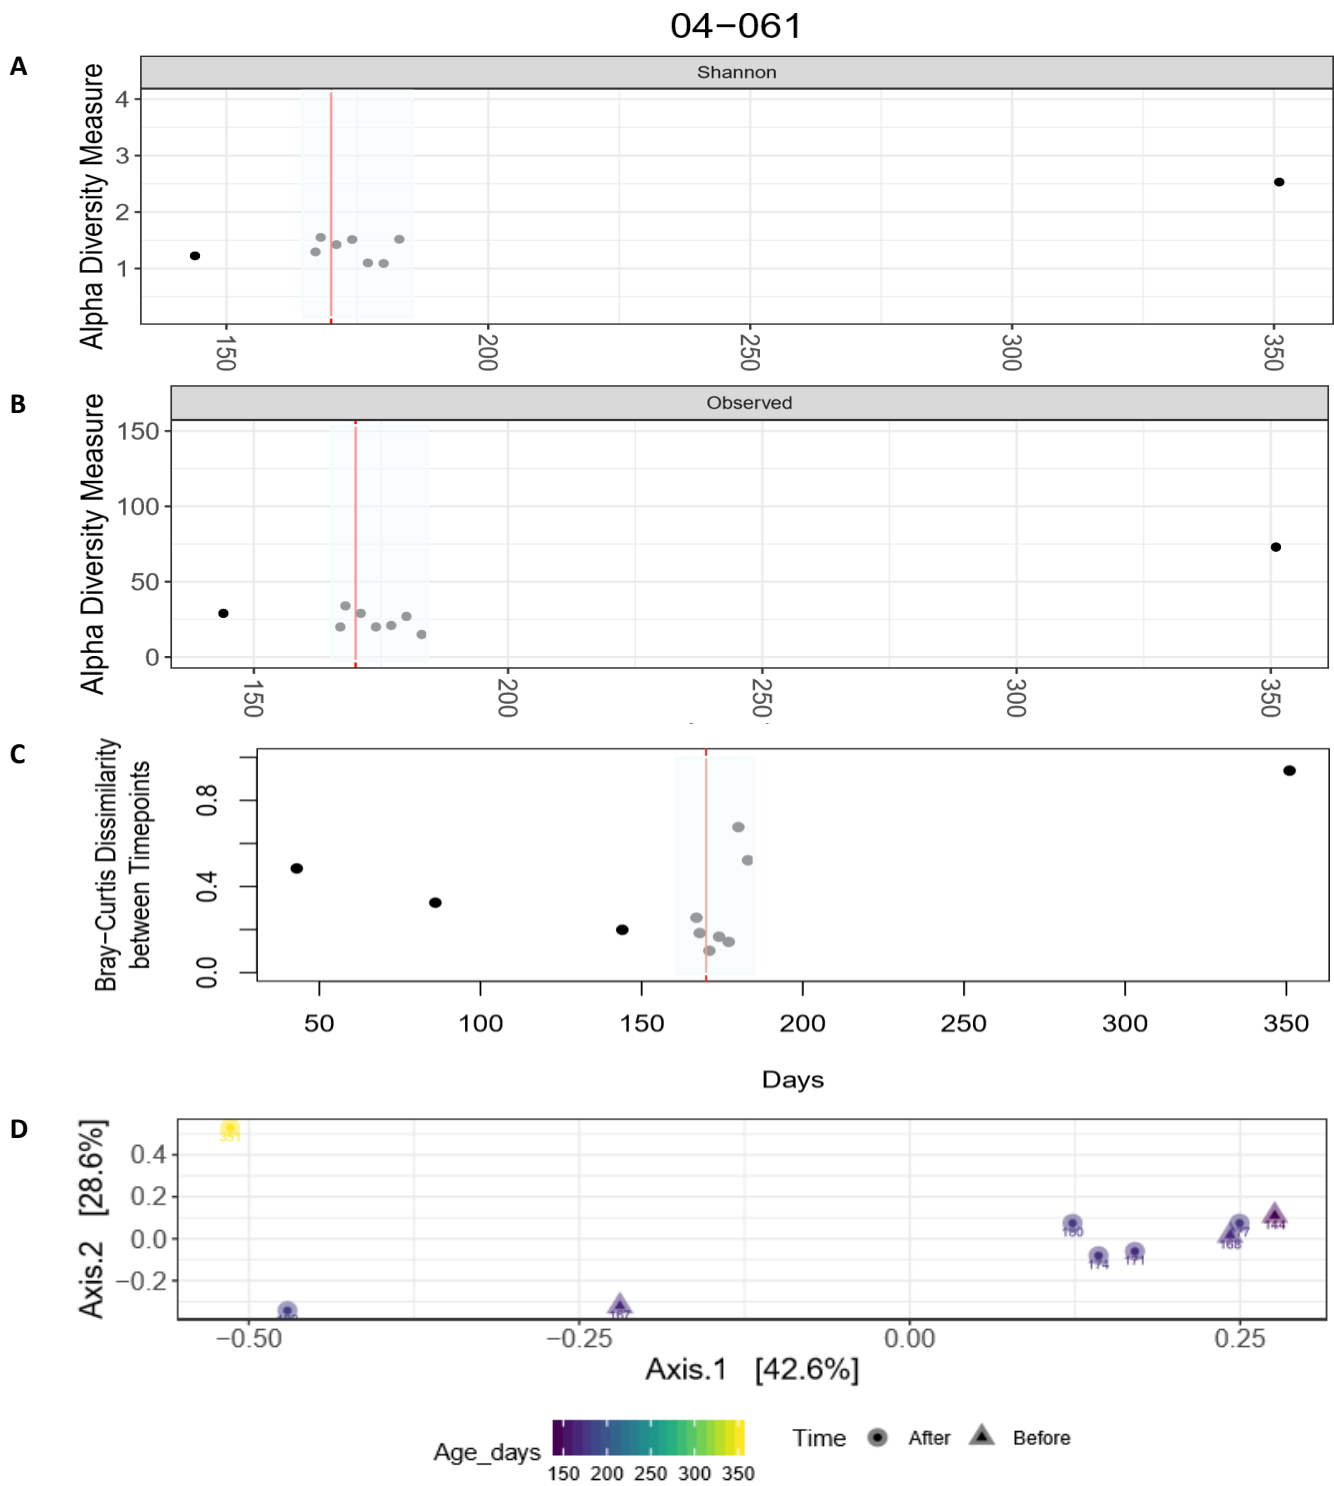 04−061
A
Shannon
Alpha Diversity Measure
4
3
2
1
150 200 250 300 350
B
Observed
Alpha Diversity Measure
150
100
50
0
150 200 250 300 350
C
Bray−Curtis Dissimilarity
between Timepoints
0.8
0.4
0.0
50 100 150 200 250 300 350
Days
D
Axis.2 [28.6%]
0.4
0.2
0.0
−0.2
351
180
174
171
168
144
167
−0.50 −0.25 0.00 0.25
Axis.1 [42.6%]
Age_days
150 200 250 300 350
Time After Before